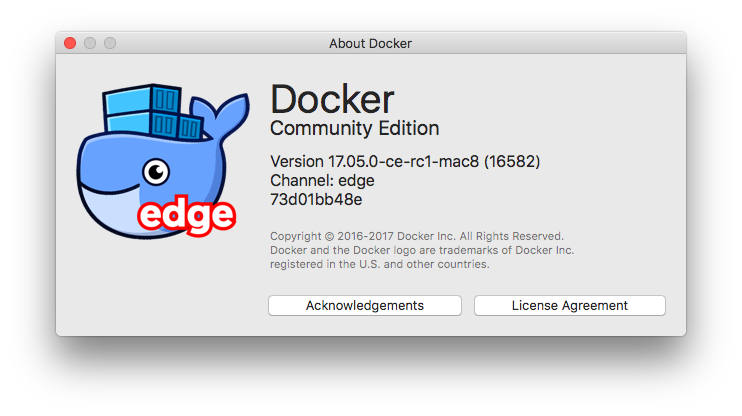 About Docker
Docker
Community Edition
Version 17.05.0-ce-rc1-mac8 (16582)
Channel: edge
73d01bb48e
edge
Copyright © 2016-2017 Docker Inc. All Rights Reserved.
Docker and the Docker logo are trademarks of Docker Inc.
registered in the U.S. and other countries.
Acknowledgements
License Agreement